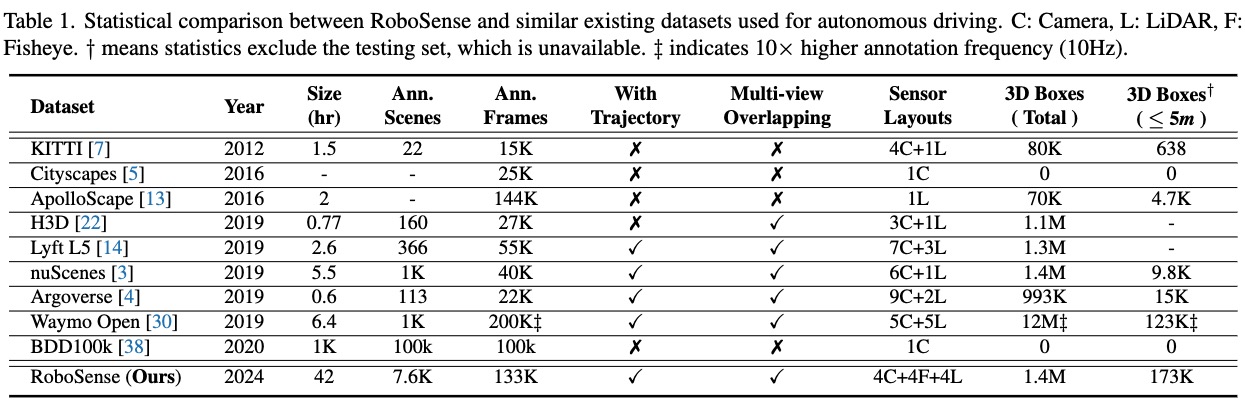 Table 1. Statistical comparison between RoboSense and similar existing datasets used for autonomous driving. C: Camera, L: LiDAR, F:
Fisheye. † means statistics exclude the testing set, which is unavailable. ‡ indicates 10× higher annotation frequency (10Hz).
Dataset Year Size (hr) Ann. Scenes Ann. Frames With Trajectory Multi-view Overlapping Sensor Layouts 3D Boxes ( Total ) 3D Boxes† ( ≤ 5m )
KITTI [7] 2012 1.5 22 15K ✗ ✗ 4C+1L 80K 638
Cityscapes [5] 2016 - - 25K ✗ ✗ 1C 0 0
ApolloScape [13] 2016 2 - 144K ✗ ✗ 1L 70K 4.7K
H3D [22] 2019 0.77 160 27K ✗ ✓ 3C+1L 1.1M -
Lyft L5 [14] 2019 2.6 366 55K ✓ ✓ 7C+3L 1.3M -
nuScenes [3] 2019 5.5 1K 40K ✓ ✓ 6C+1L 1.4M 9.8K
Argoverse [4] 2019 0.6 113 22K ✓ ✓ 9C+2L 993K 15K
Waymo Open [30] 2019 6.4 1K 200K‡ ✓ ✓ 5C+5L 12M‡ 123K‡
BDD100k [38] 2020 1K 100k 100k ✗ ✗ 1C 0 0
RoboSense (Ours) 2024 42 7.6K 133K ✓ ✓ 4C+4F+4L 1.4M 173K